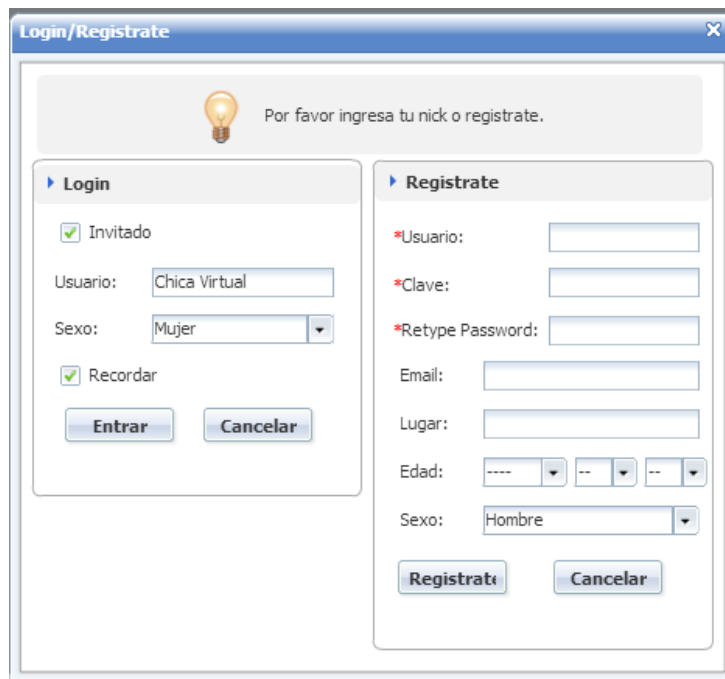 Login/Registrate
Por favor ingresa tu nick o registrate.
Login
Invitado
Usuario: Chica Virtual
Sexo: Mujer
Recordar
Entrar Cancelar
Registrate
*Usuario:
*Clave:
*Retype Password:
Email:
Lugar:
Edad: ---- -- --
Sexo: Hombre
Registrate Cancelar